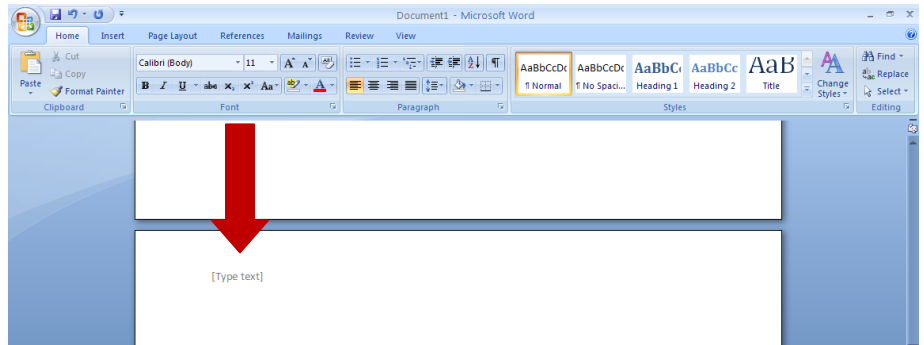 Document1 - Microsoft Word
Home Insert Page Layout References Mailings Review View
Paste
Cut
Copy
Format Painter
Clipboard
Calibri (Body) 11
B I U abc x, x² Aa A
Font
Paragraph
AaBbCcDc AaBbCcDc AaBbC AaBbCc AaB
¶ Normal ¶ No Spaci... Heading 1 Heading 2 Title
Change
Styles
Styles
Find
Replace
Select
Editing
[Type text]